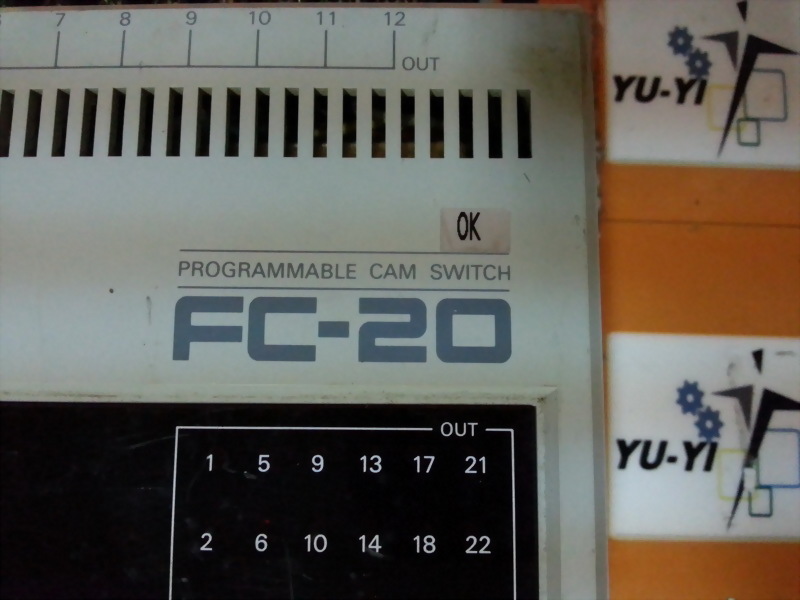 7 8 9 10 11 12
OUT
YU-YI
OK
PROGRAMMABLE CAM SWITCH
FC-20
OUT
1 5 9 13 17 21
2 6 10 14 18 22
YU-YI